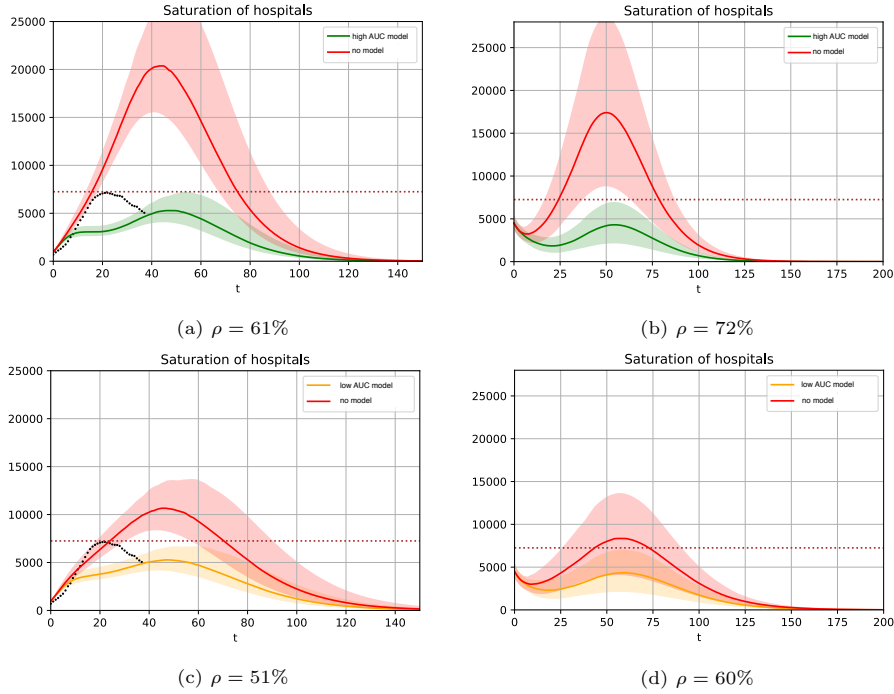 Saturation of hospitals
25000
20000
15000
10000
5000
0
0 20 40 60 80 100 120 140
t
high AUC model
no model
(a) ρ = 61%
Saturation of hospitals
25000
20000
15000
10000
5000
0
0 25 50 75 100 125 150 175 200
t
high AUC model
no model
(b) ρ = 72%
Saturation of hospitals
25000
20000
15000
10000
5000
0
0 20 40 60 80 100 120 140
t
low AUC model
no model
(c) ρ = 51%
Saturation of hospitals
25000
20000
15000
10000
5000
0
0 25 50 75 100 125 150 175 200
t
low AUC model
no model
(d) ρ = 60%